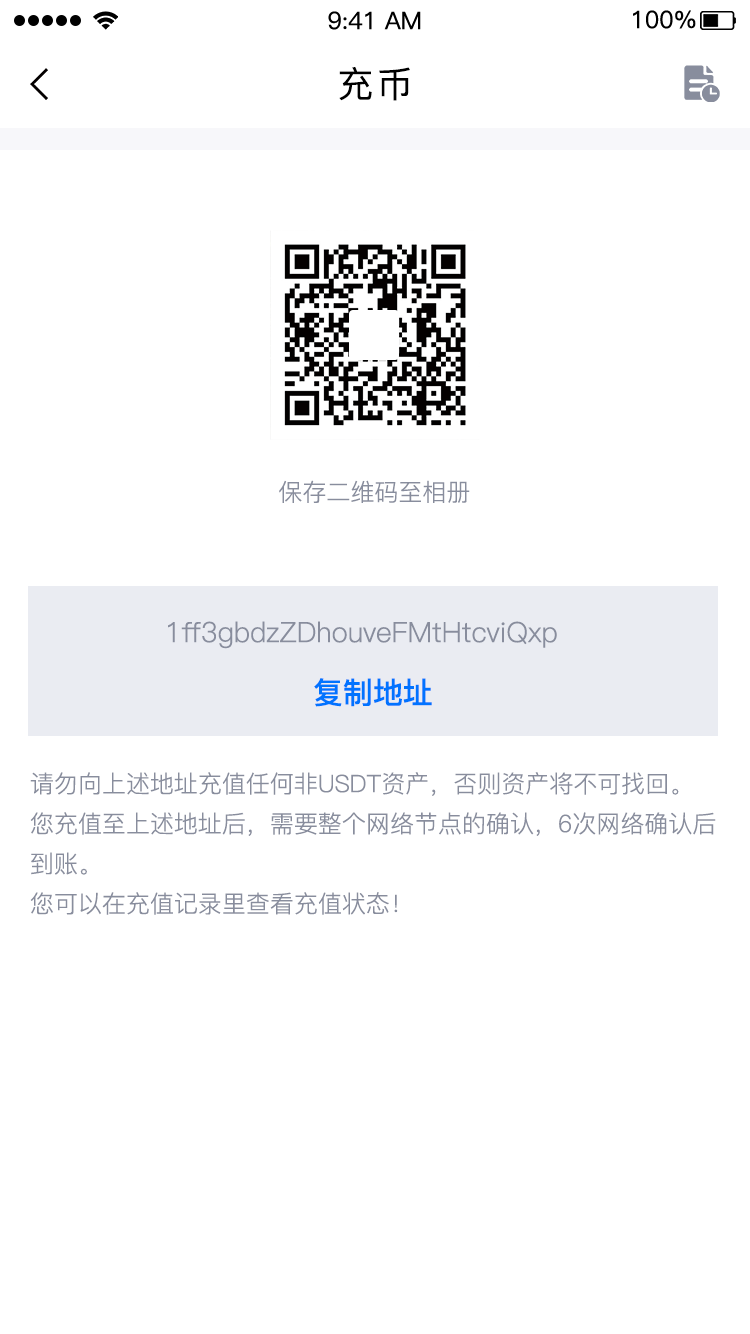 9:41 AM
100%
充币
保存二维码至相册
1ff3gbdzZDhouveFMtHtcviQxp
复制地址
请勿向上述地址充值任何非USDT资产，否则资产将不可找回。
您充值至上述地址后，需要整个网络节点的确认，6次网络确认后
到账。
您可以在充值记录里查看充值状态！